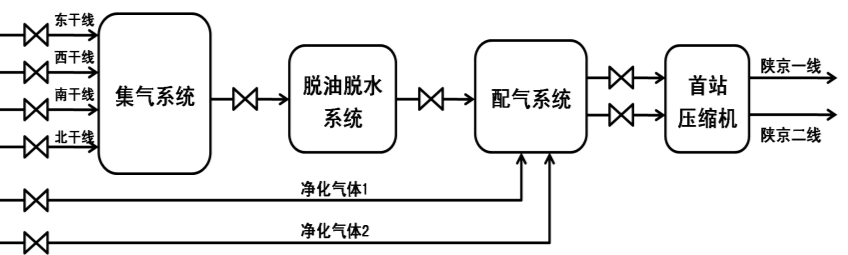 东干线
西干线
南干线
北干线
集气系统
脱油脱水
系统
配气系统
首站
压缩机
陕京一线
陕京二线
净化气体1
净化气体2